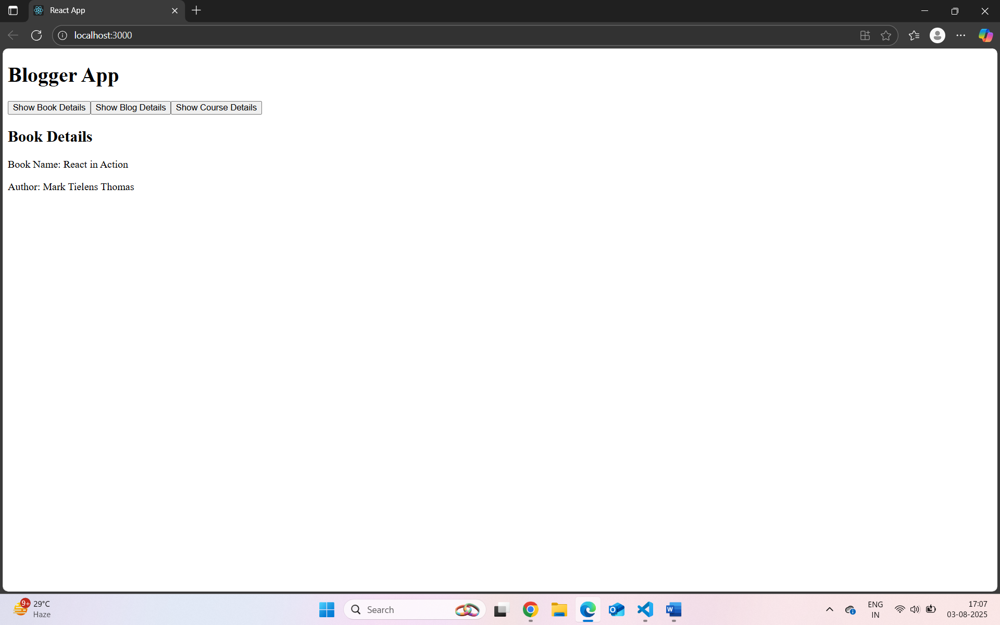 React App
localhost:3000
Blogger App
Show Book Details Show Blog Details Show Course Details
Book Details
Book Name: React in Action
Author: Mark Tielens Thomas
9+
29°C
Haze
Search
ENG
IN
17:07
03-08-2025